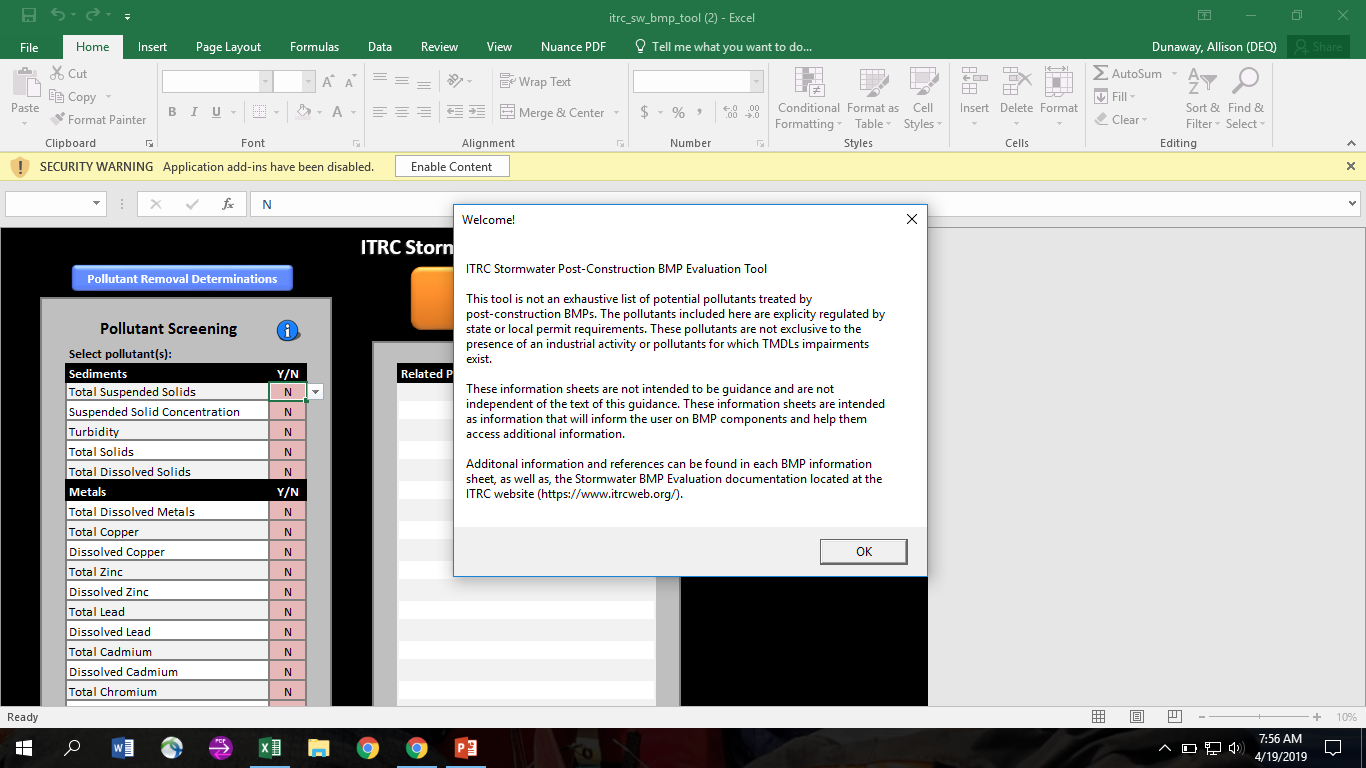 itrc_sw_bmp_tool (2) - Excel
File Home Insert Page Layout Formulas Data Review View Nuance PDF Tell me what you want to do... Dunaway, Allison (DEQ) Share
Paste
Cut
Copy
Format Painter
Clipboard
B I U
A A
A
Font
Wrap Text
Merge & Center
Alignment
$ % ,
Number
Conditional Formatting
Format as Table
Cell Styles
Styles
Insert Delete Format
Cells
AutoSum
Fill
Clear
Sort & Filter
Find & Select
Editing
SECURITY WARNING Application add-ins have been disabled. Enable Content
fx N
ITRC Storm
Pollutant Removal Determinations
Pollutant Screening
Select pollutant(s):
Sediments Y/N
Total Suspended Solids N
Suspended Solid Concentration N
Turbidity N
Total Solids N
Total Dissolved Solids N
Metals Y/N
Total Dissolved Metals N
Total Copper N
Dissolved Copper N
Total Zinc N
Dissolved Zinc N
Total Lead N
Dissolved Lead N
Total Cadmium N
Dissolved Cadmium N
Total Chromium N
Related P
Welcome!
ITRC Stormwater Post-Construction BMP Evaluation Tool
This tool is not an exhaustive list of potential pollutants treated by
post-construction BMPs. The pollutants included here are explicity regulated by
state or local permit requirements. These pollutants are not exclusive to the
presence of an industrial activity or pollutants for which TMDLs impairments
exist.
These information sheets are not intended to be guidance and are not
independent of the text of this guidance. These information sheets are intended
as information that will inform the user on BMP components and help them
access additional information.
Additonal information and references can be found in each BMP information
sheet, as well as, the Stormwater BMP Evaluation documentation located at the
ITRC website (https://www.itrcweb.org/).
OK
Ready
10%
7:56 AM
4/19/2019